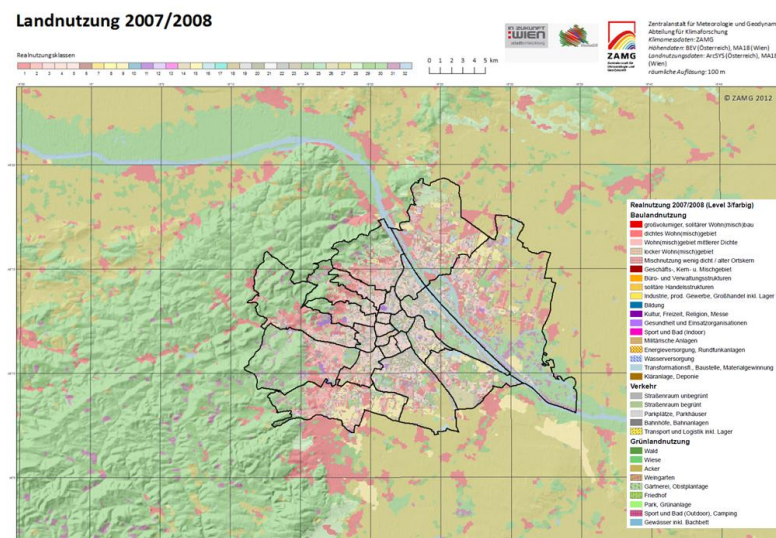 Landnutzung 2007/2008
Realnutzungsklassen
1 2 3 4 5 6 7 8 9 10 11 12 13 14 15 16 17 18 19 20 21 22 23 24 25 26 27 28 29 30 31 32
0 1 2 3 4 5 km
IN ZUKUNFT
WIEN
ZAMG
Zentralanstalt für Meteorologie und Geodynam
Abteilung für Klimaforschung
Klimamessdaten: ZAMG
Höhendaten: BEV (Österreich), MA18 (Wien)
Landnutzungsdaten: ArcSYS (Österreich), MA18
(Wien)
räumliche Auflösung: 100 m
© ZAMG 2012
Realnutzung 2007/2008 (Level 3/farbig)
Baulandnutzung
großvolumiger, solitärer Wohn(misch)bau
dichtes Wohn(misch)gebiet
Wohn(misch)gebiet mittlerer Dichte
locker Wohn(misch)gebiet
Mischnutzung wenig dicht / alter Ortskern
Geschäfts-, Kern- u. Mischgebiet
Büro- und Verwaltungsstrukturen
solitäre Handelsstrukturen
Industrie, prod. Gewerbe, Großhandel inkl. Lager
Bildung
Kultur, Freizeit, Religion, Messe
Gesundheit und Einsatzorganisationen
Sport und Bad (Indoor)
Militärische Anlagen
Energieversorgung, Rundfunkanlagen
Wasserversorgung
Transformationsfl., Baustelle, Materialgewinnung
Kläranlage, Deponie
Verkehr
Straßenraum unbegrünt
Straßenraum begrünt
Parkplätze, Parkhäuser
Bahnhöfe, Bahnanlagen
Transport und Logistik inkl. Lager
Grünlandnutzung
Wald
Wiese
Acker
Weingarten
Gärtnerei, Obstplantage
Friedhof
Park, Grünanlage
Sport und Bad (Outdoor), Camping
Gewässer inkl. Bachbett